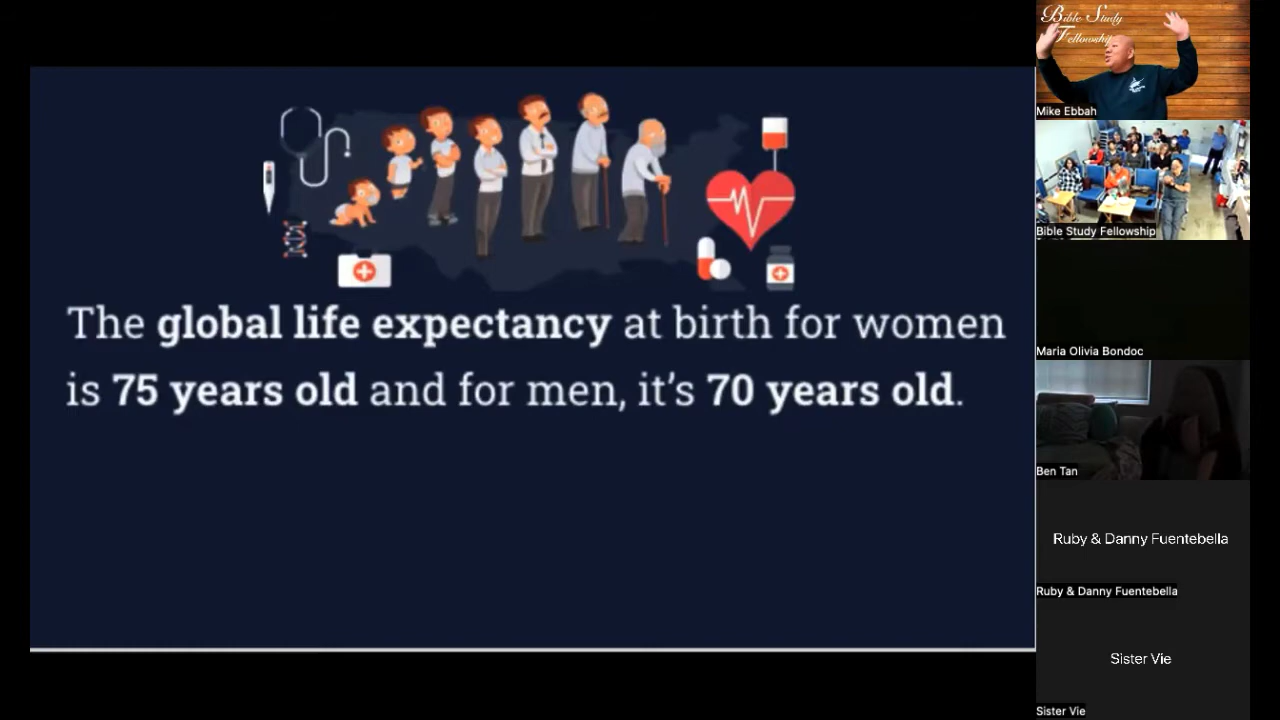 The global life expectancy at birth for women
is 75 years old and for men, it’s 70 years old.
Bible Study
Fellowship
Mike Ebbah
Bible Study Fellowship
Maria Olivia Bondoc
Ben Tan
Ruby & Danny Fuentebella
Ruby & Danny Fuentebella
Sister Vie
Sister Vie